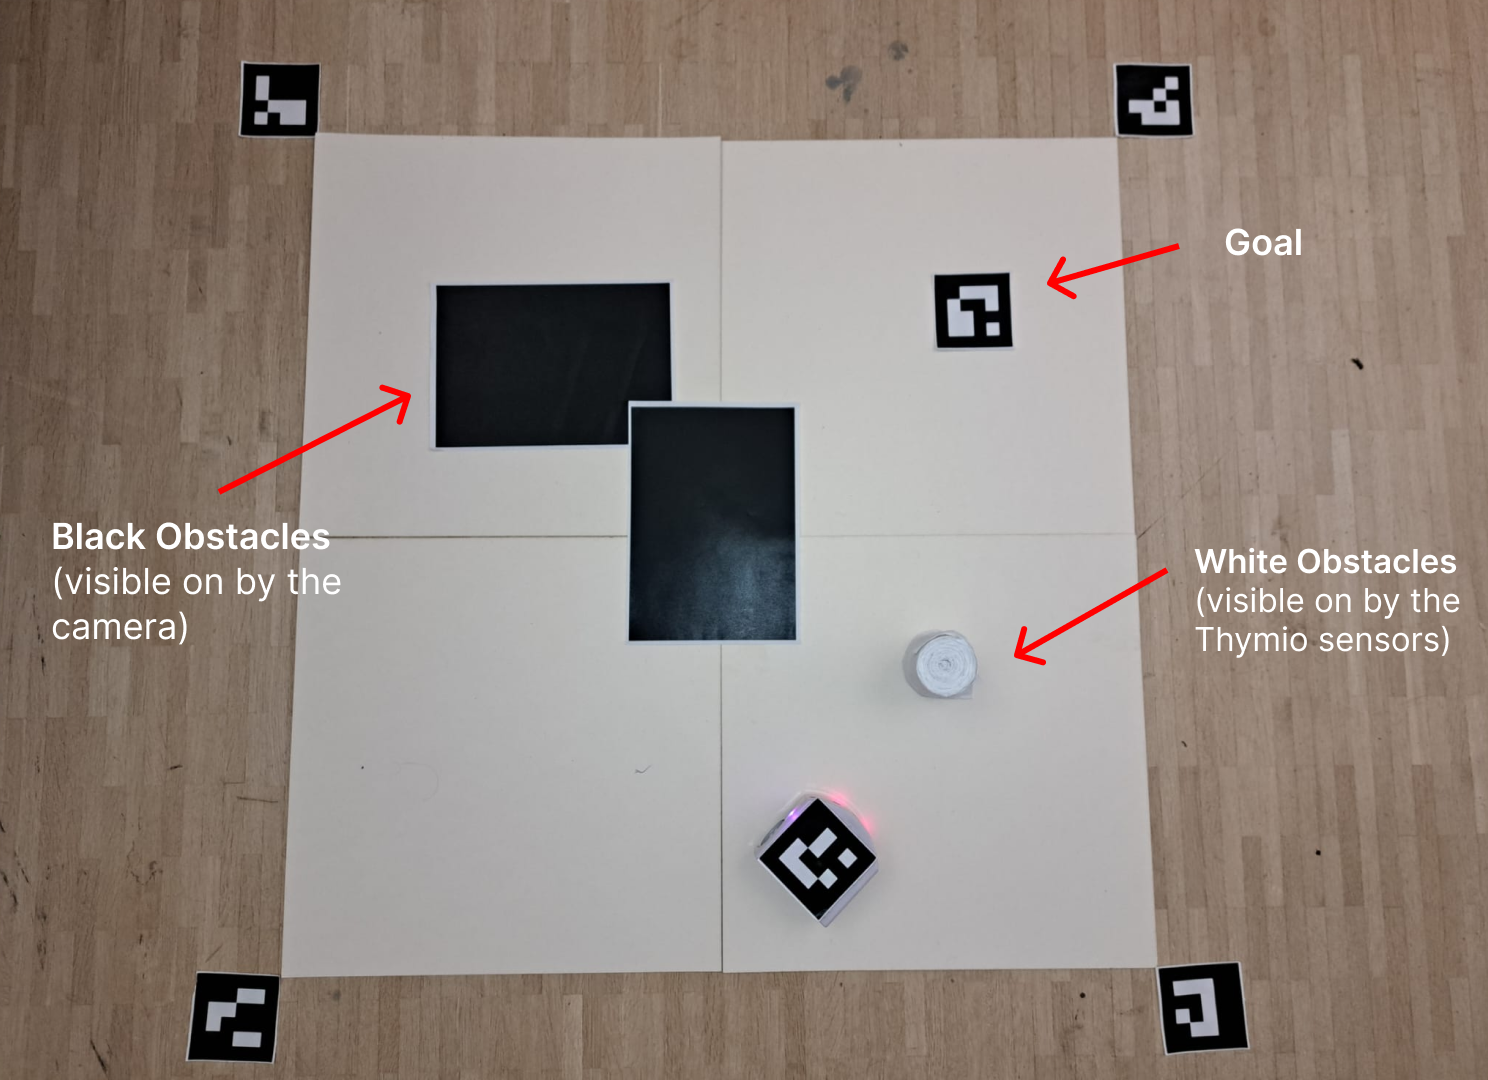 Goal
Black Obstacles
(visible on by the
camera)
White Obstacles
(visible on by the
Thymio sensors)